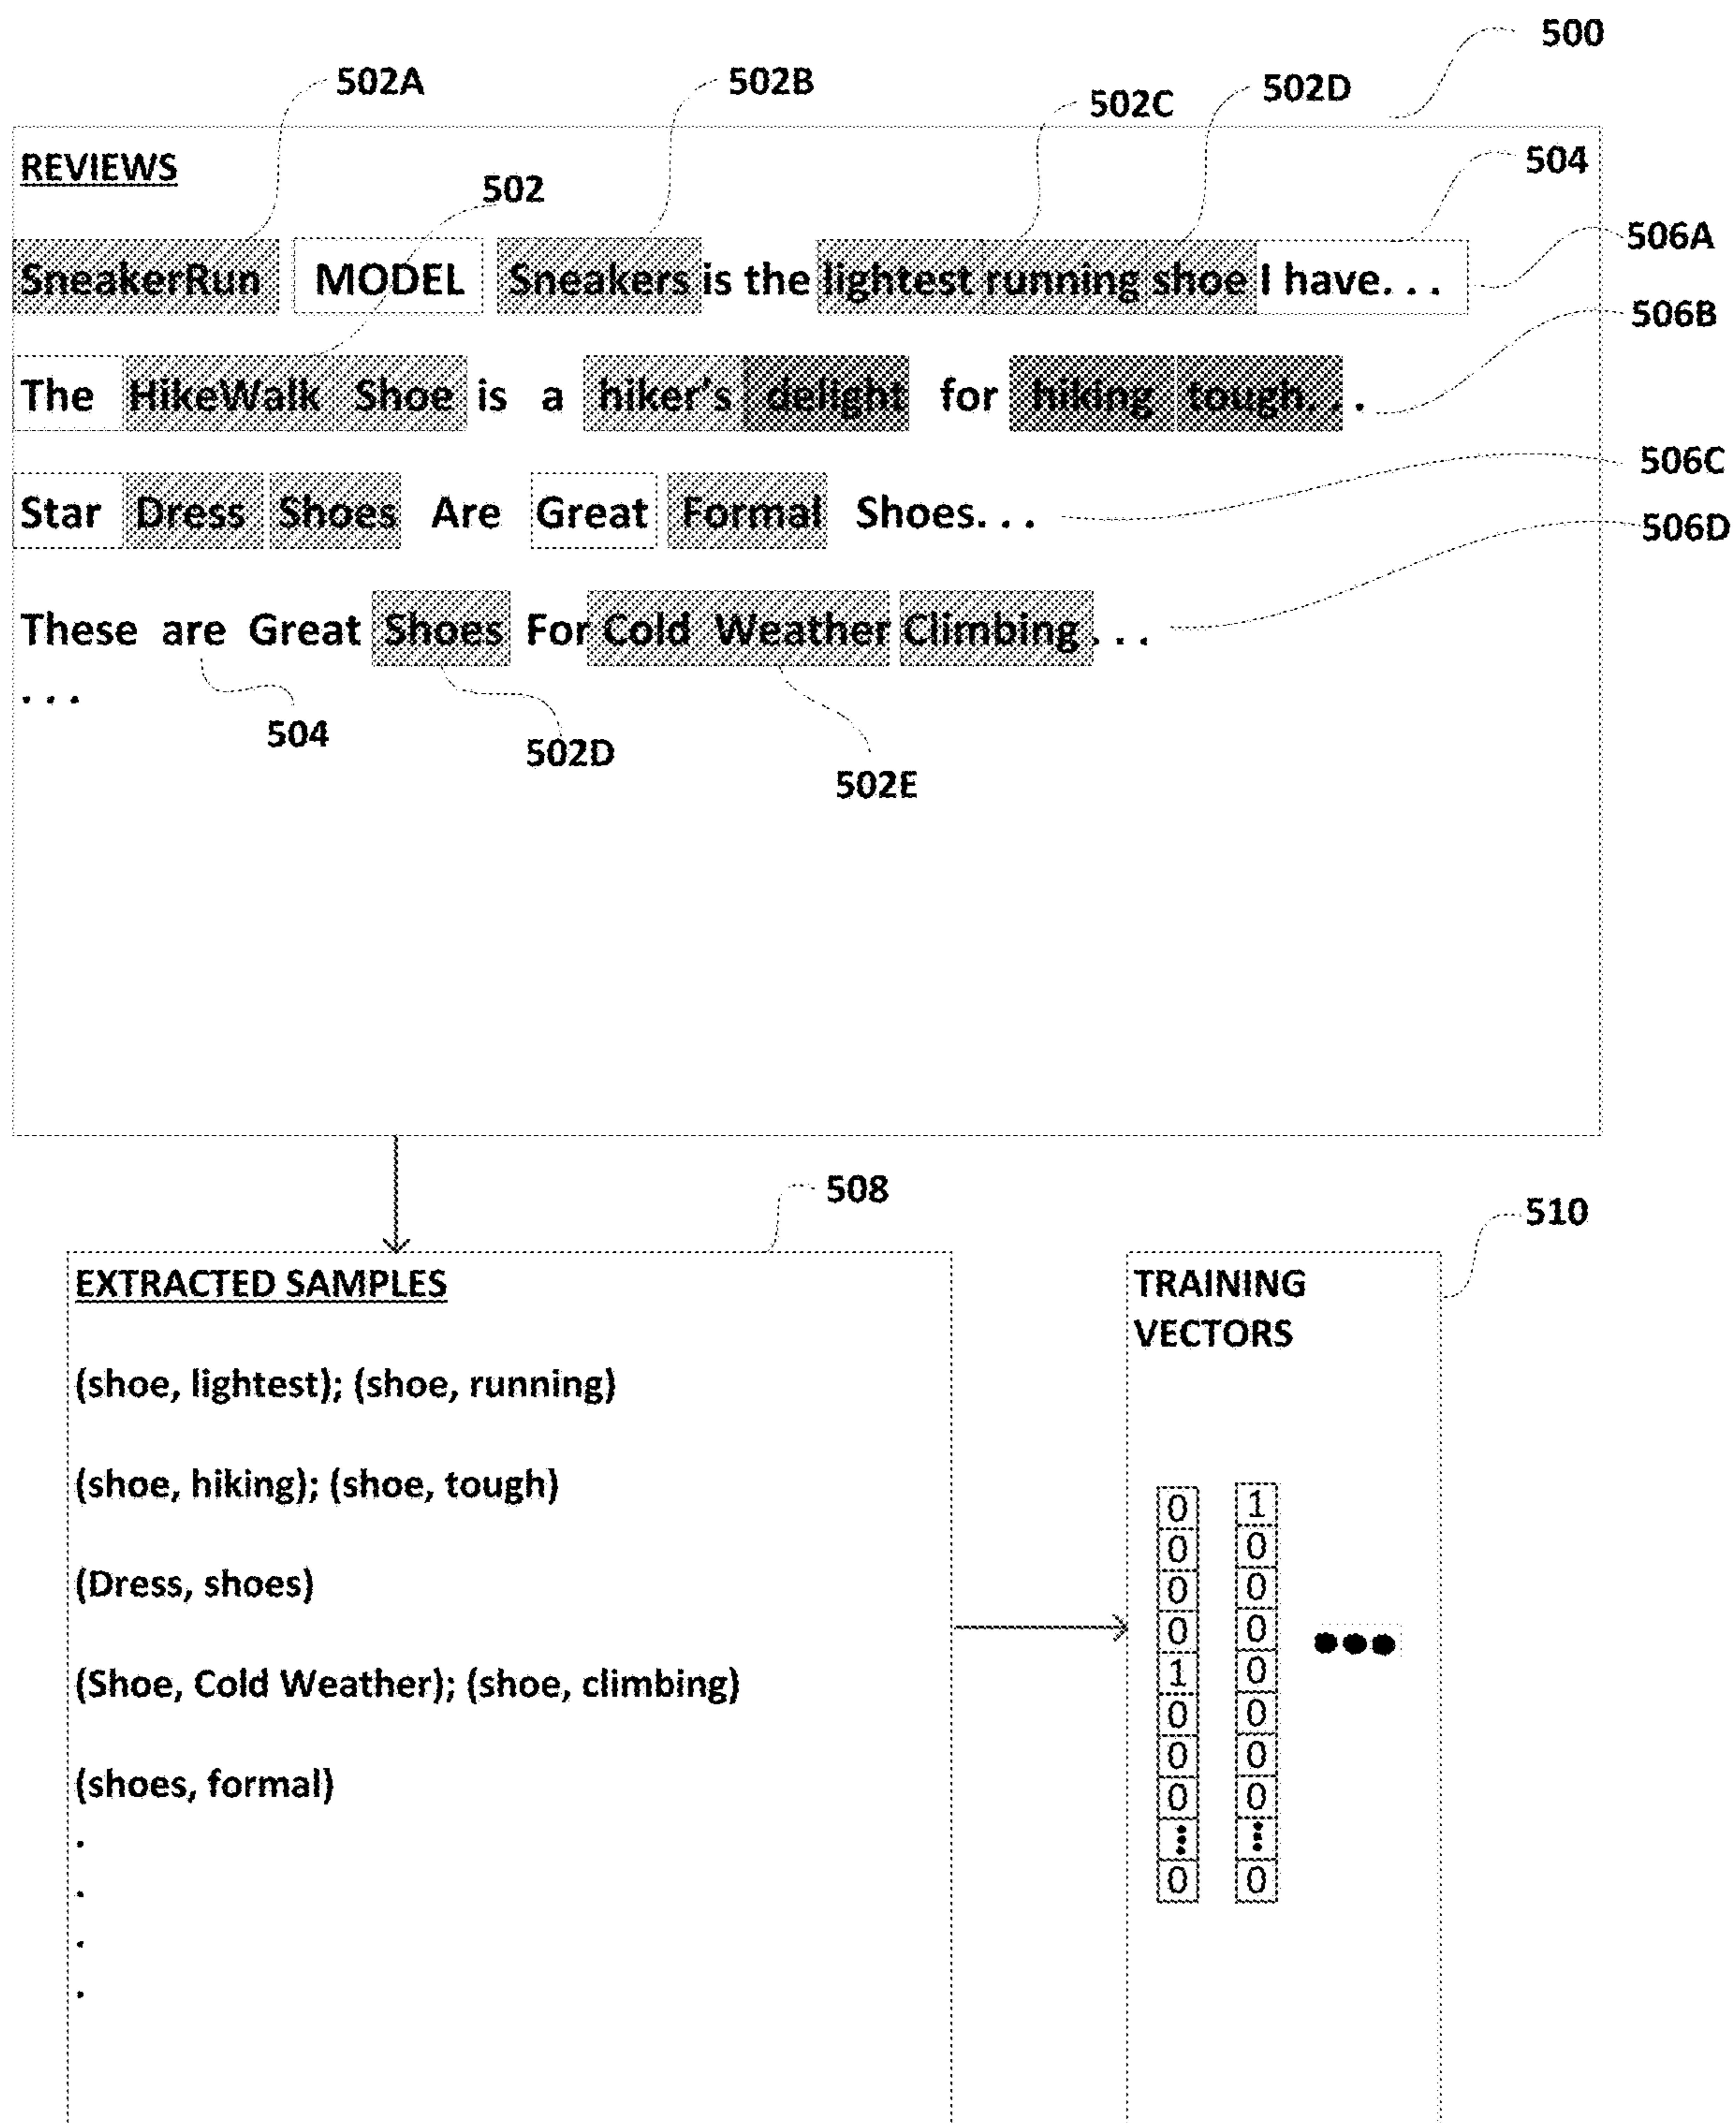 500
502A 502B 502C 502D
REVIEWS
502
504
SneakerRun MODEL Sneakers is the lightest running shoe I have. . .
506A
506B
The HikeWalk Shoe is a hiker's delight for hiking tough. . .
506C
Star Dress Shoes Are Great Formal Shoes. . .
506D
These are Great Shoes For Cold Weather Climbing . . .
. . .
504
502D
502E
508
510
EXTRACTED SAMPLES
(shoe, lightest); (shoe, running)
(shoe, hiking); (shoe, tough)
(Dress, shoes)
(Shoe, Cold Weather); (shoe, climbing)
(shoes, formal)
.
.
.
.
TRAINING
VECTORS
0 1
0 0
0 0
0 0
1 0
0 0
0 0
0 0
⋮ ⋮
0 0
•••